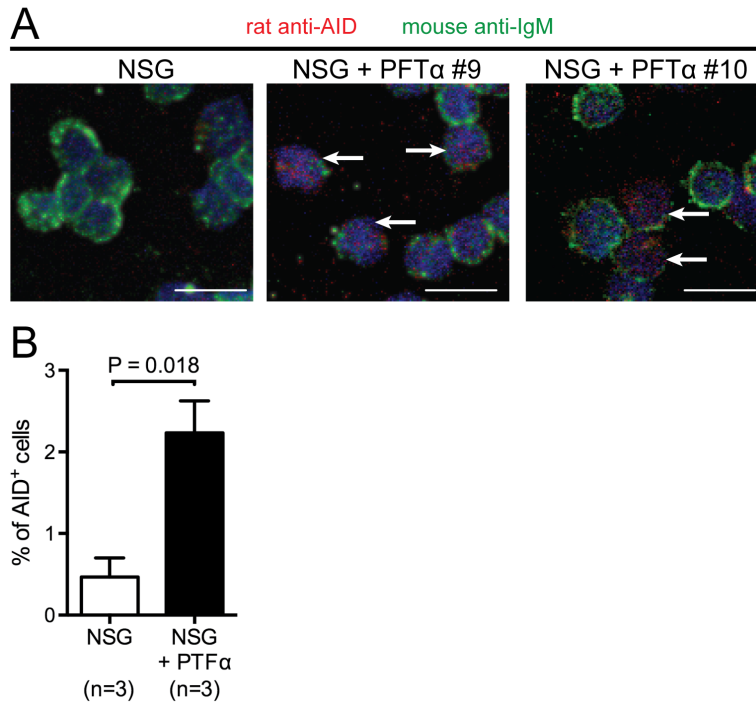 A
rat anti-AID mouse anti-IgM
NSG
NSG + PFTα #9
NSG + PFTα #10
B
P = 0.018
% of AID⁺ cells
3
2
1
0
NSG
NSG
+ PTFα
(n=3)
(n=3)